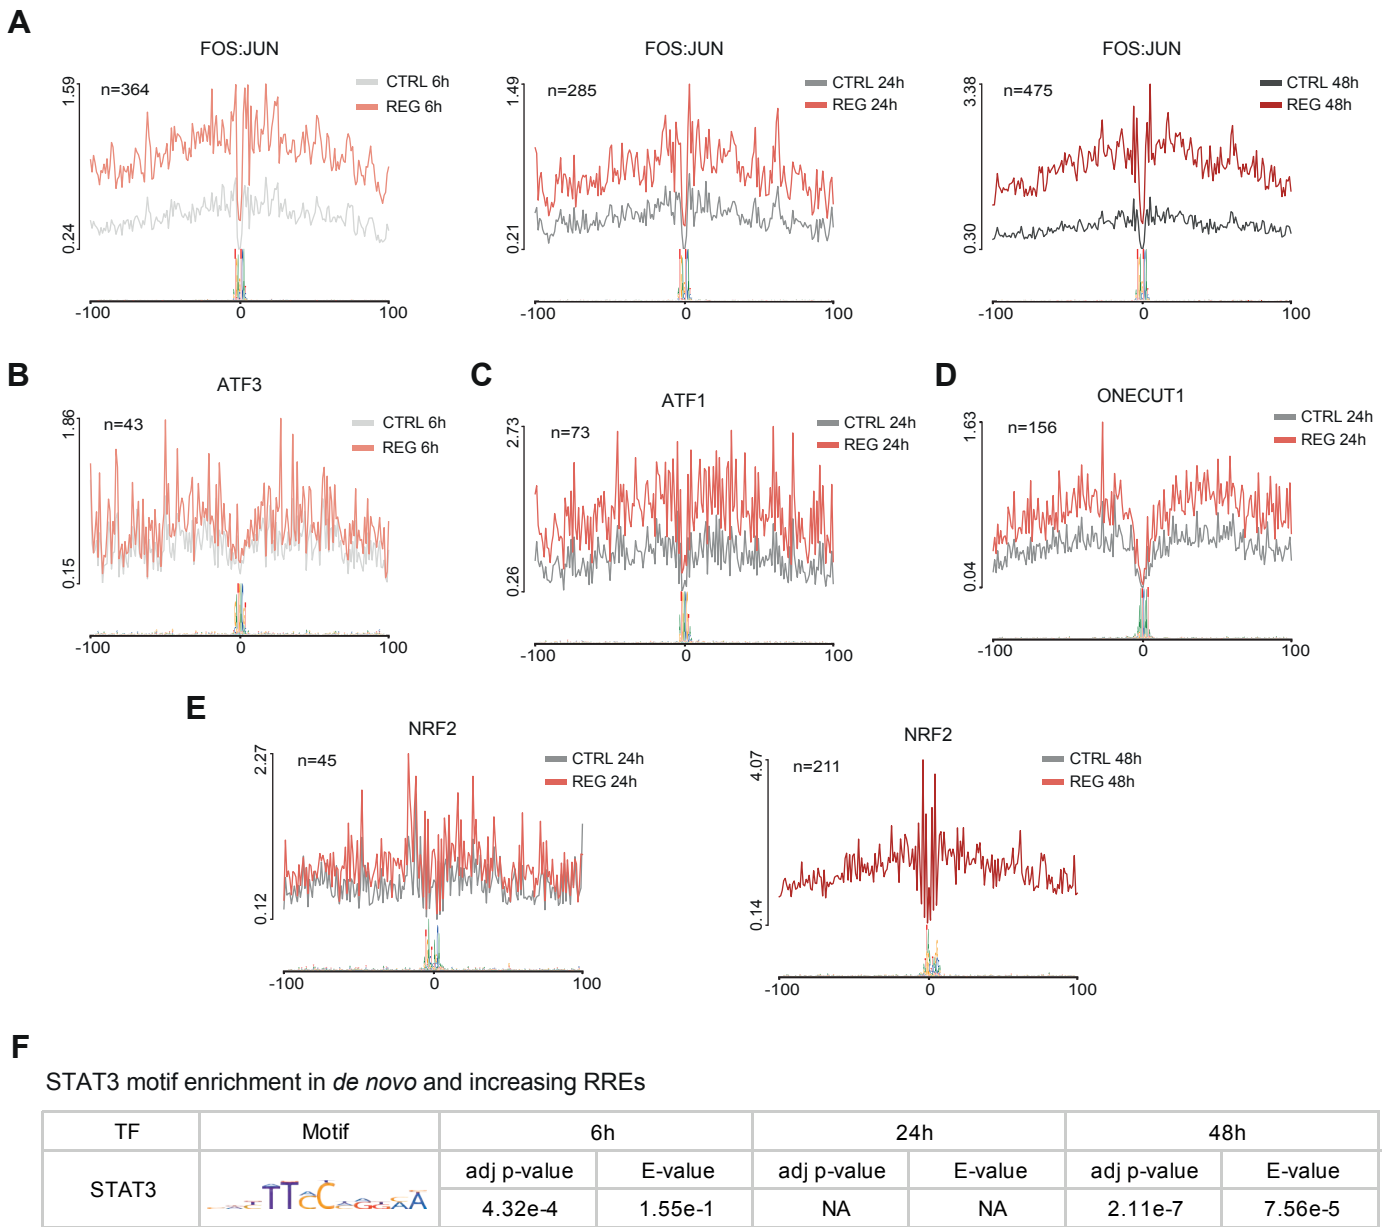 A
FOS:JUN
1.59
0.24
n=364
CTRL 6h
REG 6h
-100
0
100
FOS:JUN
1.49
0.21
n=285
CTRL 24h
REG 24h
-100
0
100
FOS:JUN
3.38
0.30
n=475
CTRL 48h
REG 48h
-100
0
100
B
ATF3
1.86
0.15
n=43
CTRL 6h
REG 6h
-100
0
100
C
ATF1
2.73
0.26
n=73
CTRL 24h
REG 24h
-100
0
100
D
ONECUT1
1.63
0.04
n=156
CTRL 24h
REG 24h
-100
0
100
E
NRF2
2.27
0.12
n=45
CTRL 24h
REG 24h
-100
0
100
NRF2
4.07
0.14
n=211
CTRL 48h
REG 48h
-100
0
100
F
STAT3 motif enrichment in de novo and increasing RREs
TF Motif 6h 24h 48h
STAT3 adj p-value E-value adj p-value E-value adj p-value E-value
4.32e-4 1.55e-1 NA NA 2.11e-7 7.56e-5